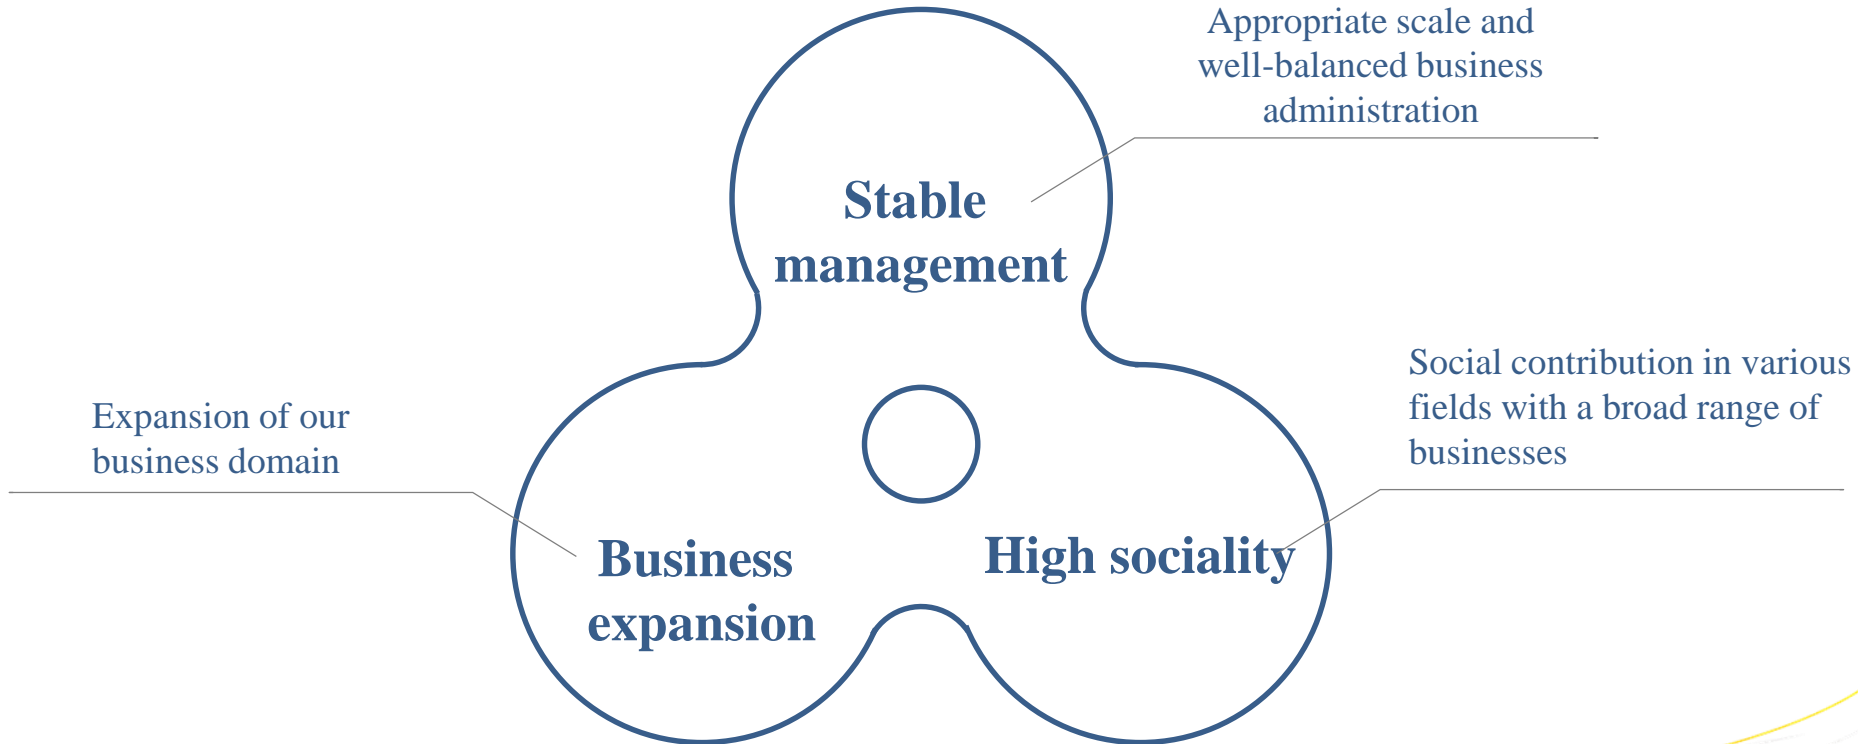 Appropriate scale and
well-balanced business
administration
Stable
management
Social contribution in various
fields with a broad range of
businesses
Expansion of our
business domain
Business
expansion
High sociality